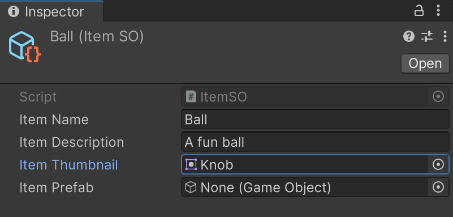 Inspector
Ball (Item SO)
Open
Script ItemSO
Item Name Ball
Item Description A fun ball
Item Thumbnail Knob
Item Prefab None (Game Object)